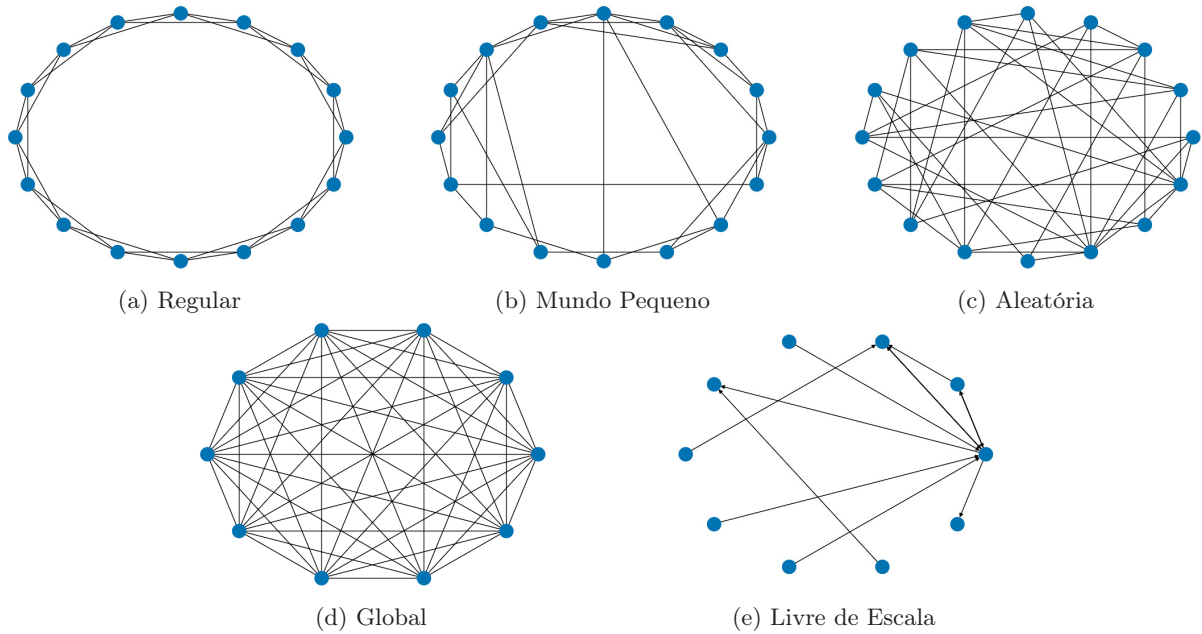 (a) Regular
(b) Mundo Pequeno
(c) Aleatória
(d) Global
(e) Livre de Escala